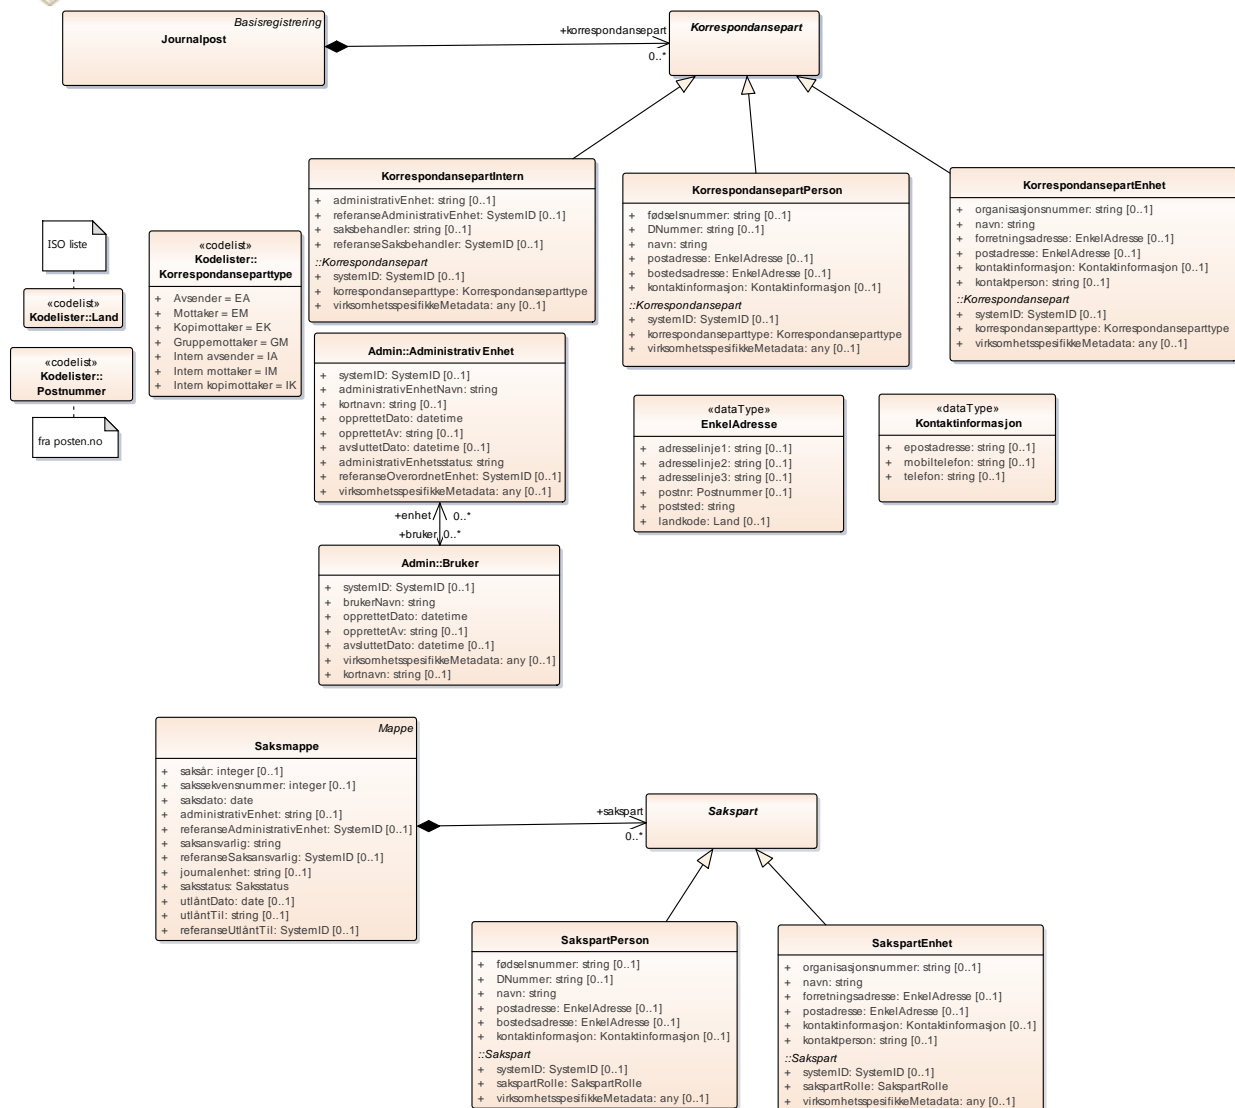 Basisregistrering
Journalpost
+korrespondansepart
0..*
Korrespondansepart
KorrespondansepartIntern
+ administrativEnhet: string [0..1]
+ referanseAdministrativEnhet: SystemID [0..1]
+ saksbehandler: string [0..1]
+ referanseSaksbehandler: SystemID [0..1]
::Korrespondansepart
+ systemID: SystemID [0..1]
+ korrespondanseparttype: Korrespondanseparttype
+ virksomhetsspesifikkeMetadata: any [0..1]
KorrespondansepartPerson
+ fødselsnummer: string [0..1]
+ DNummer: string [0..1]
+ navn: string
+ postadresse: EnkelAdresse [0..1]
+ bostedsadresse: EnkelAdresse [0..1]
+ kontaktinformasjon: Kontaktinformasjon [0..1]
::Korrespondansepart
+ systemID: SystemID [0..1]
+ korrespondanseparttype: Korrespondanseparttype
+ virksomhetsspesifikkeMetadata: any [0..1]
KorrespondansepartEnhet
+ organisasjonsnummer: string [0..1]
+ navn: string
+ forretningsadresse: EnkelAdresse [0..1]
+ postadresse: EnkelAdresse [0..1]
+ kontaktinformasjon: Kontaktinformasjon [0..1]
+ kontaktperson: string [0..1]
::Korrespondansepart
+ systemID: SystemID [0..1]
+ korrespondanseparttype: Korrespondanseparttype
+ virksomhetsspesifikkeMetadata: any [0..1]
ISO liste
«codelist»
Kodelister::Land
«codelist»
Kodelister::
Postnummer
fra posten.no
«codelist»
Kodelister::
Korrespondanseparttype
+ Avsender = EA
+ Mottaker = EM
+ Kopimottaker = EK
+ Gruppemottaker = GM
+ Intern avsender = IA
+ Intern mottaker = IM
+ Intern kopimottaker = IK
Admin::AdministrativEnhet
+ systemID: SystemID [0..1]
+ administrativEnhetNavn: string
+ kortnavn: string [0..1]
+ opprettetDato: datetime
+ opprettetAv: string [0..1]
+ avsluttetDato: datetime [0..1]
+ administrativEnhetsstatus: string
+ referanseOverordnetEnhet: SystemID [0..1]
+ virksomhetsspesifikkeMetadata: any [0..1]
+enhet 0..*
+bruker 0..*
Admin::Bruker
+ systemID: SystemID [0..1]
+ brukerNavn: string
+ opprettetDato: datetime
+ opprettetAv: string [0..1]
+ avsluttetDato: datetime [0..1]
+ virksomhetsspesifikkeMetadata: any [0..1]
+ kortnavn: string [0..1]
«dataType»
EnkelAdresse
+ adresselinje1: string [0..1]
+ adresselinje2: string [0..1]
+ adresselinje3: string [0..1]
+ postnr: Postnummer [0..1]
+ poststed: string
+ landkode: Land [0..1]
«dataType»
Kontaktinformasjon
+ epostadresse: string [0..1]
+ mobiltelefon: string [0..1]
+ telefon: string [0..1]
Mappe
Saksmappe
+ saksår: integer [0..1]
+ sakssekvensnummer: integer [0..1]
+ saksdato: date
+ administrativEnhet: string [0..1]
+ referanseAdministrativEnhet: SystemID [0..1]
+ saksansvarlig: string
+ referanseSaksansvarlig: SystemID [0..1]
+ journalenhet: string [0..1]
+ saksstatus: Saksstatus
+ utlåntDato: date [0..1]
+ utlåntTil: string [0..1]
+ referanseUtlåntTil: SystemID [0..1]
+sakspart
0..*
Sakspart
SakspartPerson
+ fødselsnummer: string [0..1]
+ DNummer: string [0..1]
+ navn: string
+ postadresse: EnkelAdresse [0..1]
+ bostedsadresse: EnkelAdresse [0..1]
+ kontaktinformasjon: Kontaktinformasjon [0..1]
::Sakspart
+ systemID: SystemID [0..1]
+ sakspartRolle: SakspartRolle
+ virksomhetsspesifikkeMetadata: any [0..1]
SakspartEnhet
+ organisasjonsnummer: string [0..1]
+ navn: string
+ forretningsadresse: EnkelAdresse [0..1]
+ postadresse: EnkelAdresse [0..1]
+ kontaktinformasjon: Kontaktinformasjon [0..1]
+ kontaktperson: string [0..1]
::Sakspart
+ systemID: SystemID [0..1]
+ sakspartRolle: SakspartRolle
+ virksomhetsspesifikkeMetadata: any [0..1]